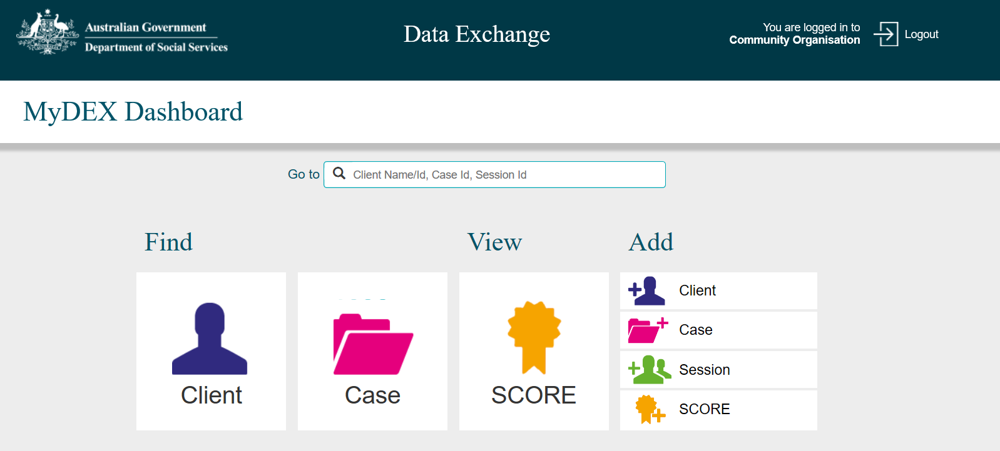 Australian Government
Department of Social Services
Data Exchange
You are logged in to
Community Organisation
Logout
MyDEX Dashboard
Go to
Client Name/Id, Case Id, Session Id
Find
View
Add
Client
Case
SCORE
Client
Case
Session
SCORE